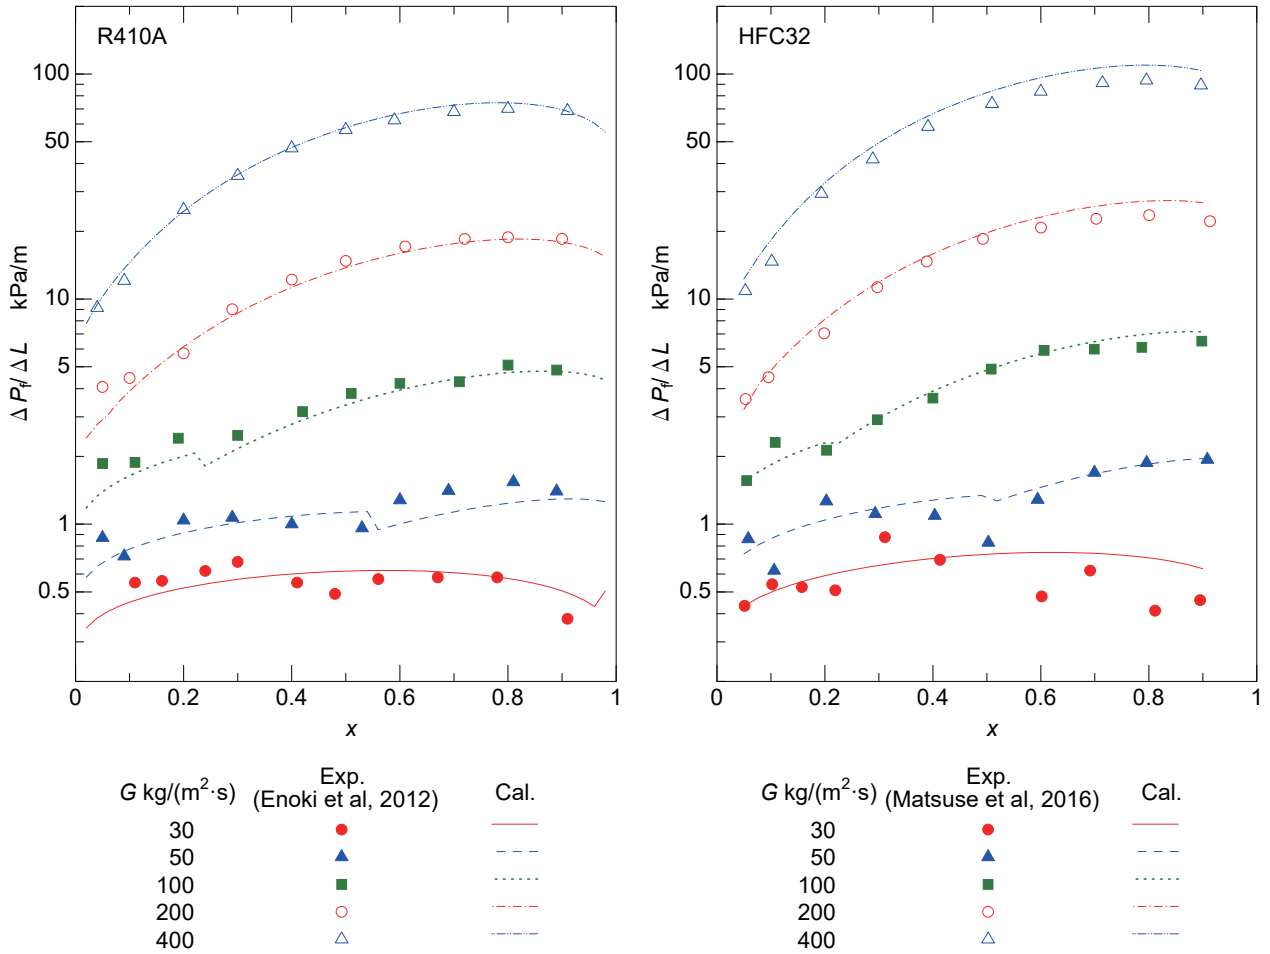 R410A
HFC32
100
50
10
5
1
0.5
Δ Pf/ Δ L kPa/m
0 0.2 0.4 0.6 0.8 1
x
100
50
10
5
1
0.5
Δ Pf/ Δ L kPa/m
0 0.2 0.4 0.6 0.8 1
x
G kg/(m²·s) Exp. (Enoki et al, 2012) Cal.
30
50
100
200
400
G kg/(m²·s) Exp. (Matsuse et al, 2016) Cal.
30
50
100
200
400